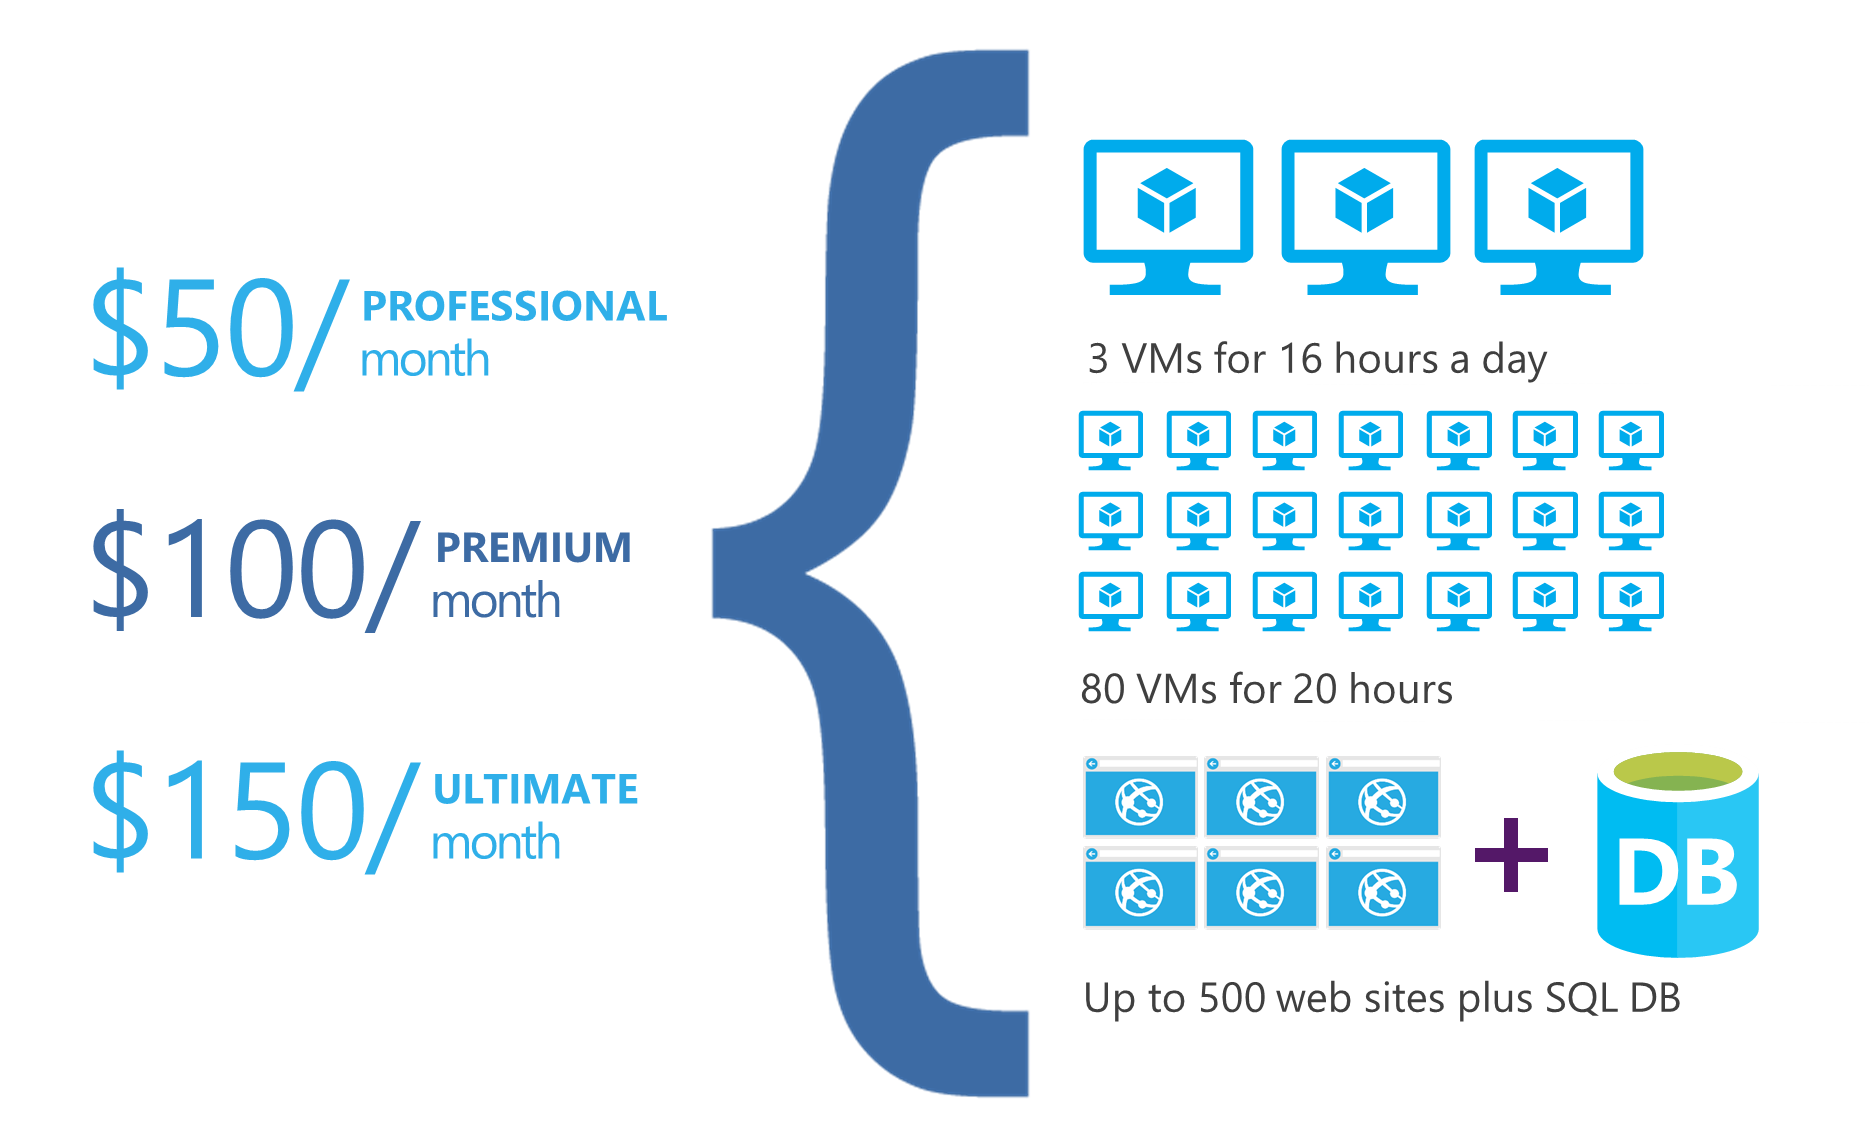 $50/ PROFESSIONAL
month
$100/ PREMIUM
month
$150/ ULTIMATE
month
3 VMs for 16 hours a day
80 VMs for 20 hours
DB
Up to 500 web sites plus SQL DB